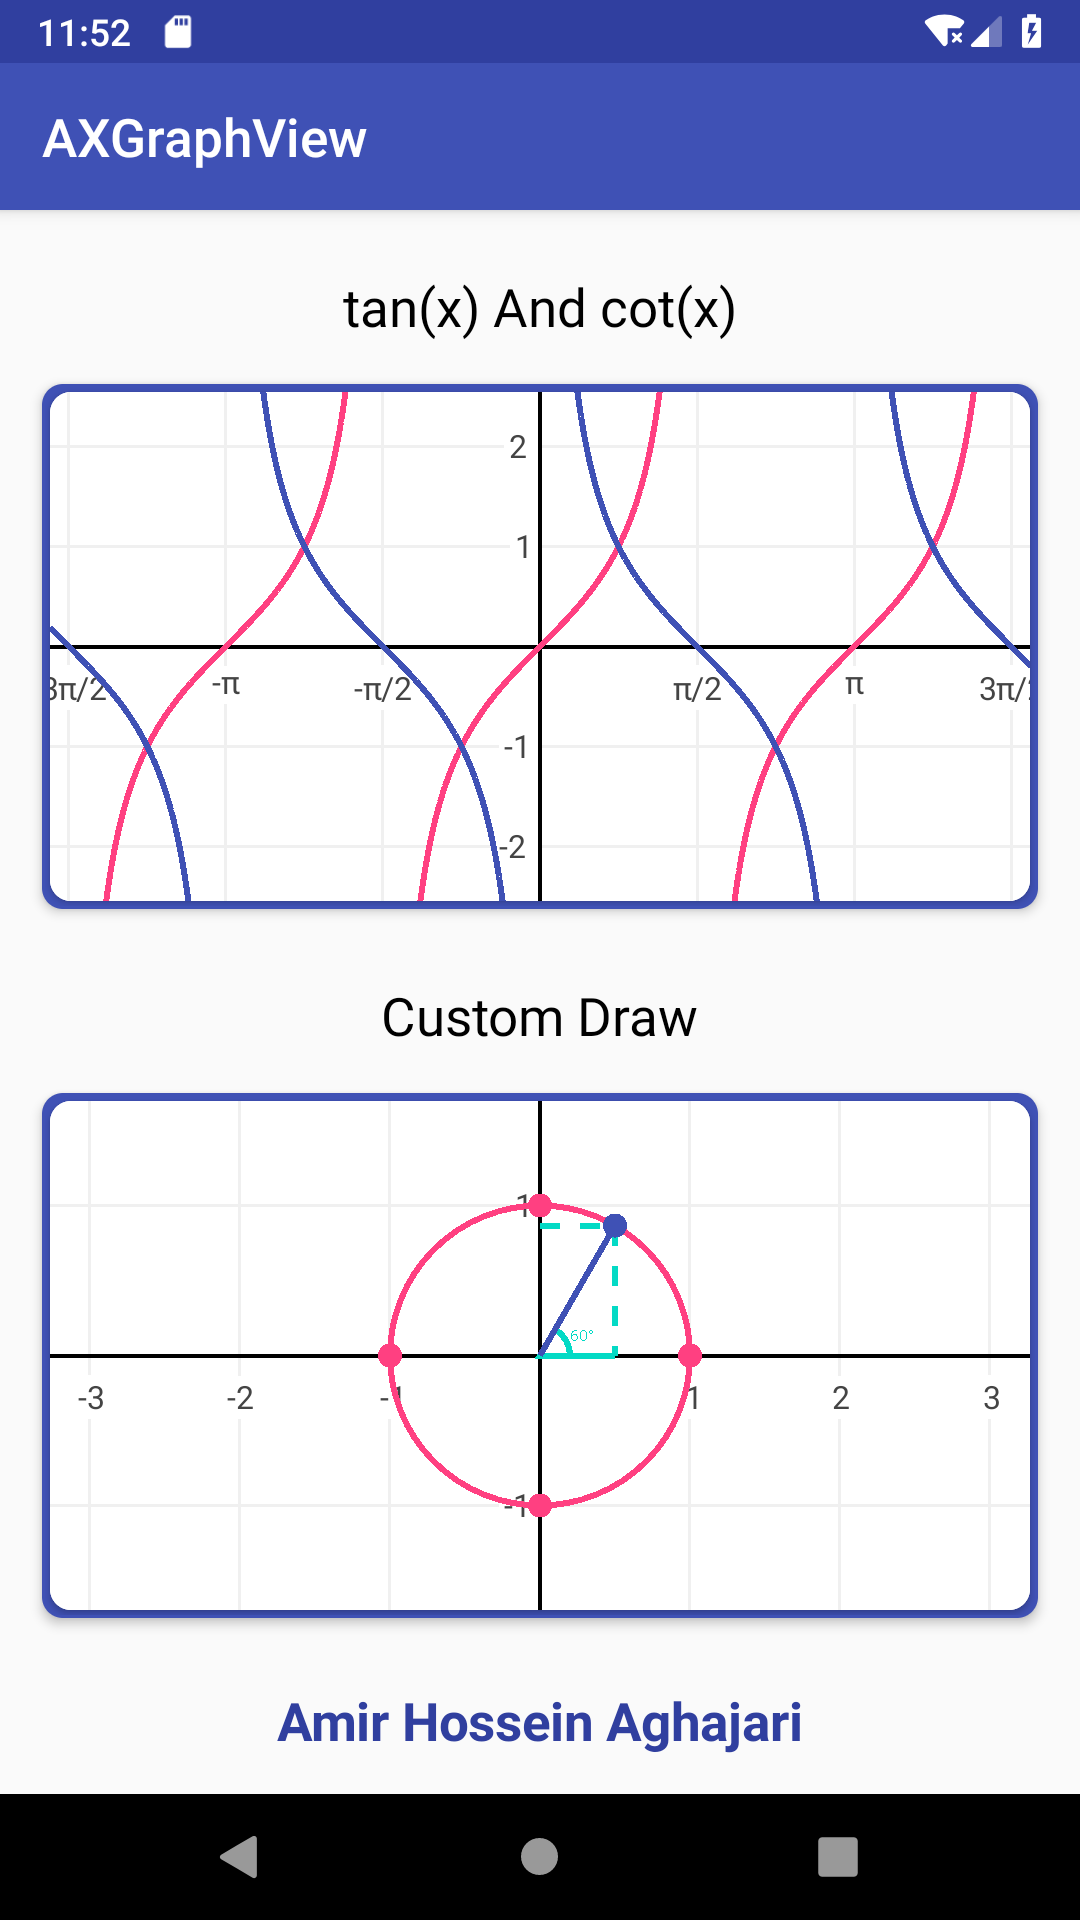 11:52
AXGraphView
tan(x) And cot(x)
2
1
3π/2 -π -π/2 π/2 π 3π/
-1
-2
Custom Draw
1
60°
-3 -2 -1 1 2 3
-1
Amir Hossein Aghajari